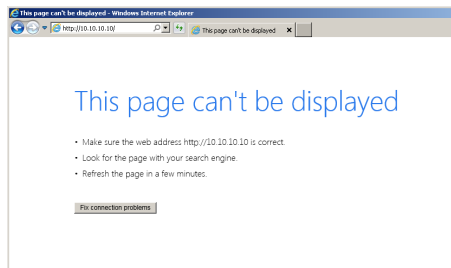 This page can't be displayed - Windows Internet Explorer
http://10.10.10.10/
This page can't be displayed
This page can't be displayed
• Make sure the web address http://10.10.10.10 is correct.
• Look for the page with your search engine.
• Refresh the page in a few minutes.
Fix connection problems